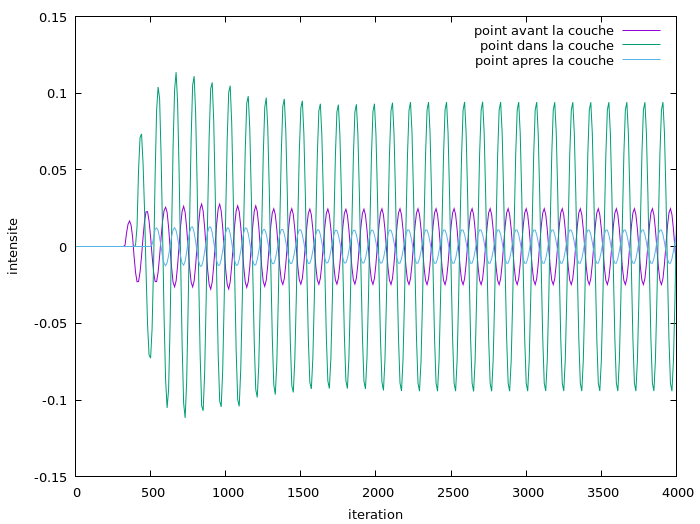 0.15
point avant la couche
point dans la couche
point apres la couche
0.1
0.05
0
-0.05
-0.1
-0.15
intensite
0 500 1000 1500 2000 2500 3000 3500 4000
iteration